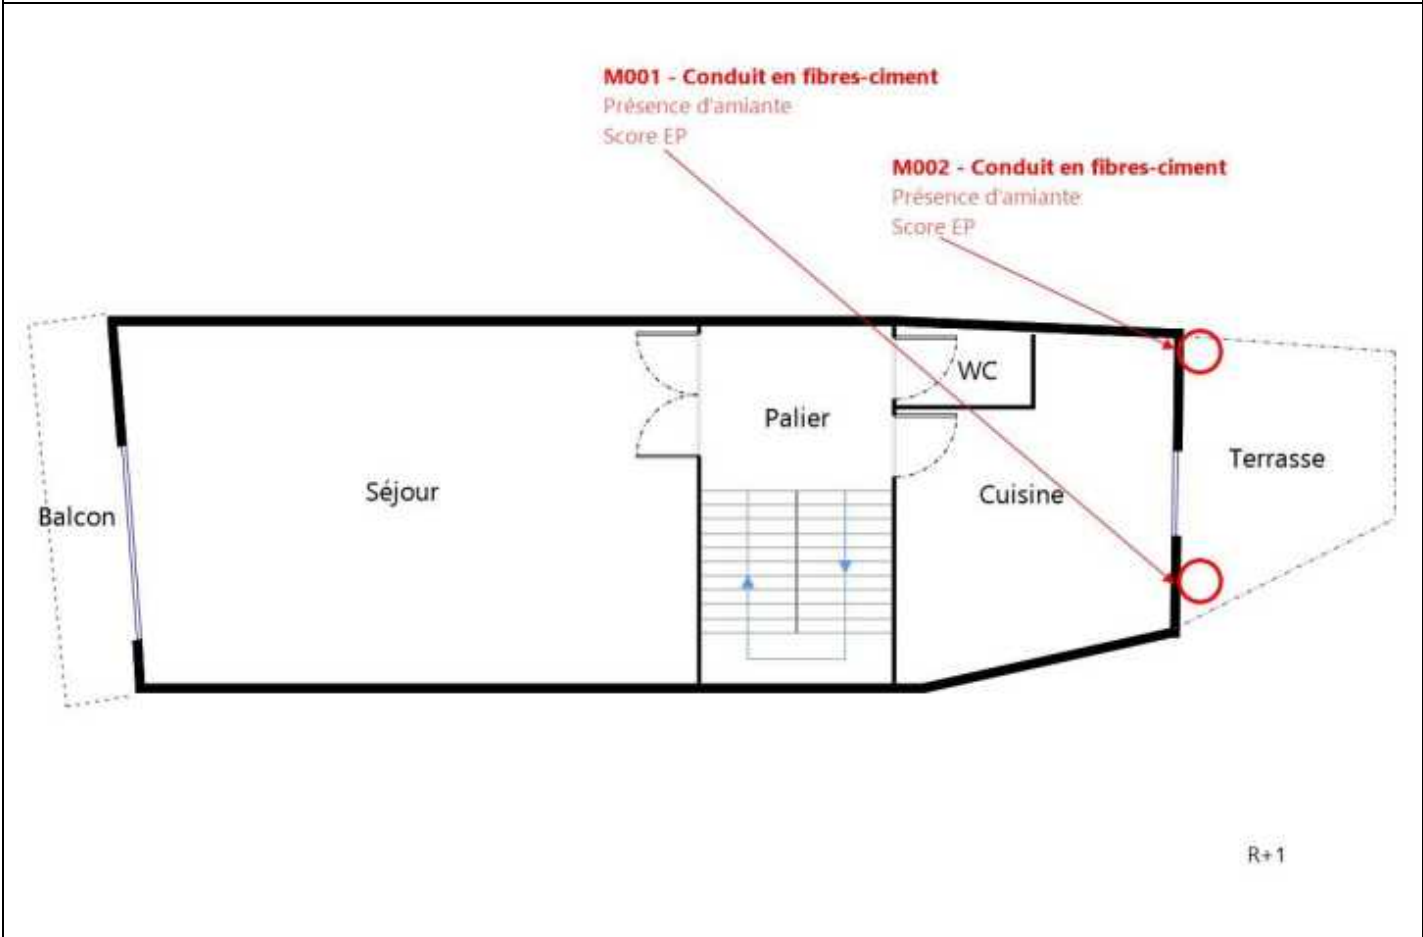 M001 - Conduit en fibres-ciment
Présence d'amiante
Score EP
M002 - Conduit en fibres-ciment
Présence d'amiante
Score EP
WC
Palier
Terrasse
Séjour
Cuisine
Balcon
R+1